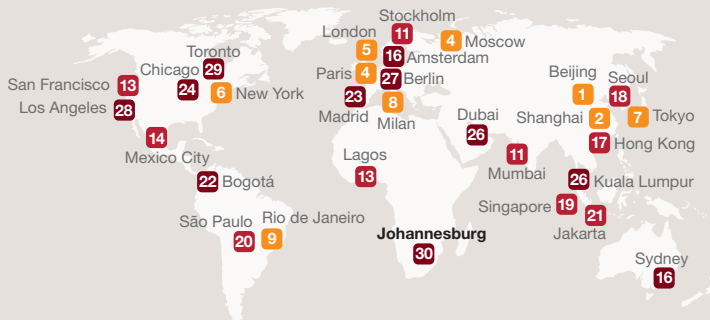 Stockholm
11
London
5
4
Moscow
Toronto
29
16
Amsterdam
Chicago
24
Paris
4
27
Berlin
Beijing
1
Seoul
18
San Francisco
13
6
New York
23
Madrid
8
Milan
Los Angeles
28
Dubai
26
Shanghai
2
7
Tokyo
14
Mexico City
17
Hong Kong
Lagos
13
11
Mumbai
22
Bogotá
26
Kuala Lumpur
Singapore
19
21
Jakarta
São Paulo
20
Rio de Janeiro
9
Johannesburg
30
Sydney
16